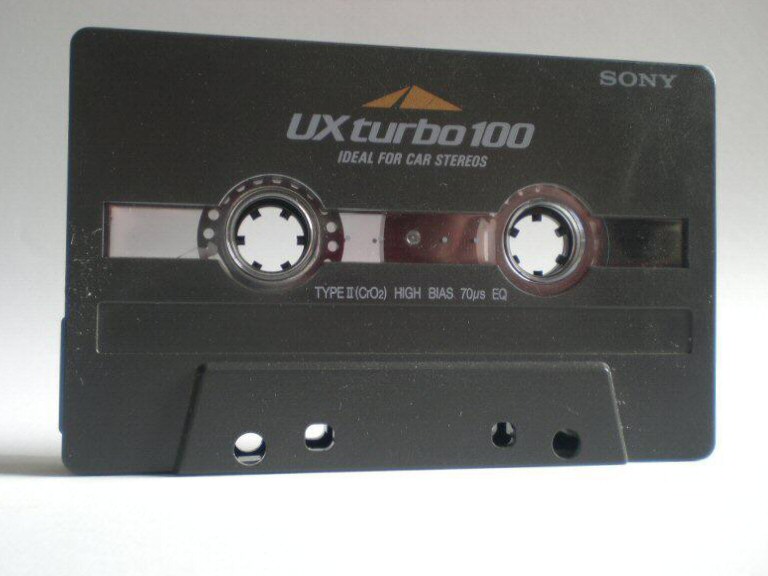 SONY
UX turbo 100
IDEAL FOR CAR STEREOS
TYPE II (CrO₂) HIGH BIAS 70µs EQ